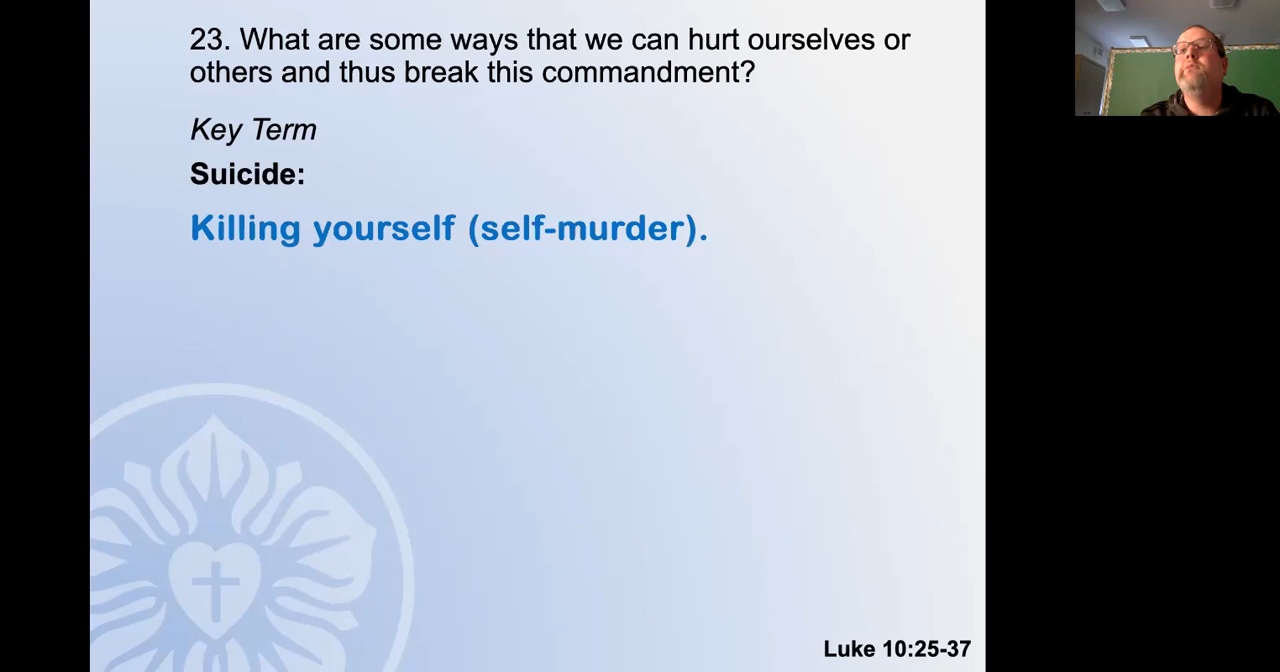 23. What are some ways that we can hurt ourselves or
others and thus break this commandment?
Key Term
Suicide:
Killing yourself (self-murder).
Luke 10:25-37